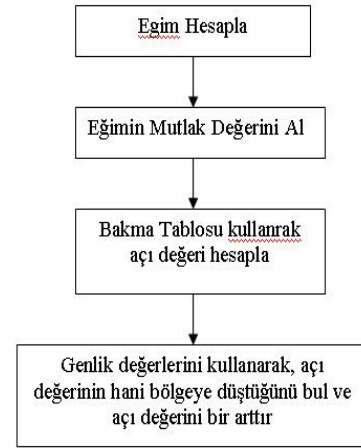 Egim Hesapla
Eğimin Mutlak Değerini Al
Bakma Tablosu kullanrak
açı değeri hesapla
Genlik değerlerini kullanarak, açı
değerinin hani bölgeye düştüğünü bul ve
açı değerini bir arttır